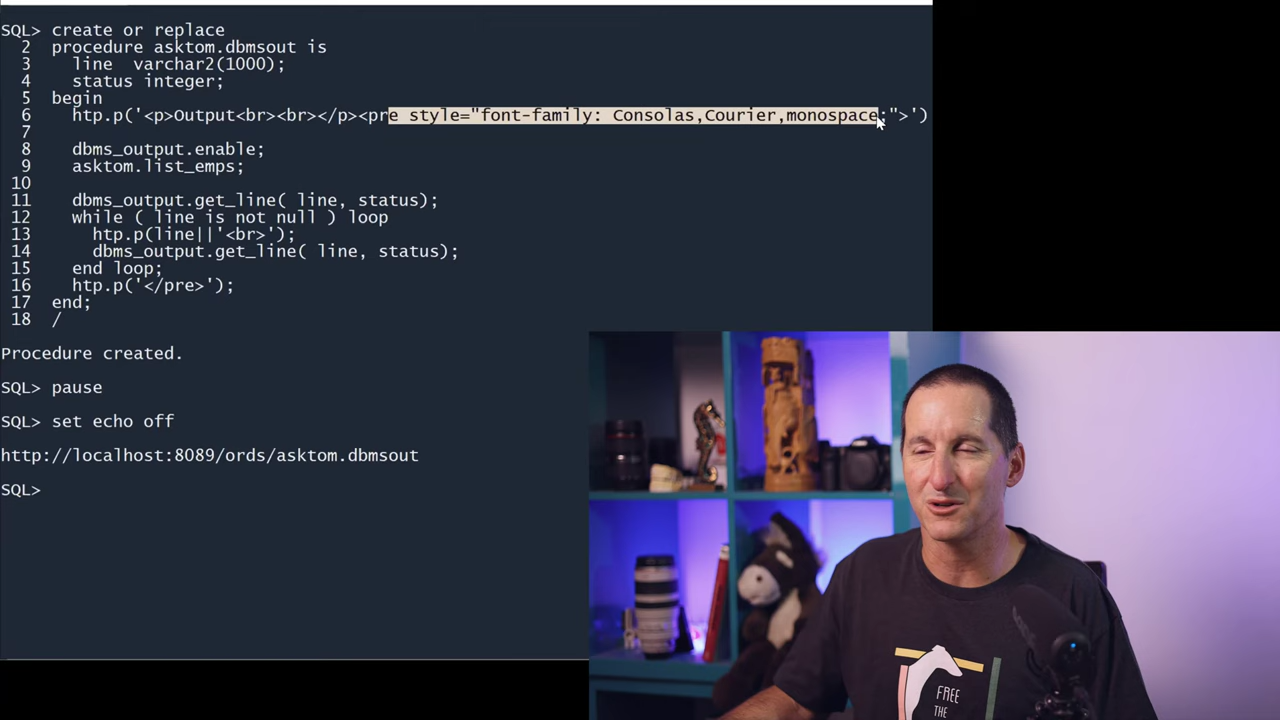 SQL> create or replace
2 procedure asktom.dbmsout is
3 line varchar2(1000);
4 status integer;
5 begin
6 htp.p('<p>Output<br><br></p><pre style="font-family: Consolas,Courier,monospace;">')
7
8 dbms_output.enable;
9 asktom.list_emps;
10
11 dbms_output.get_line( line, status);
12 while ( line is not null ) loop
13 htp.p(line||'<br>');
14 dbms_output.get_line( line, status);
15 end loop;
16 htp.p('</pre>');
17 end;
18 /
Procedure created.
SQL> pause
SQL> set echo off
http://localhost:8089/ords/asktom.dbmsout
SQL>
FREE
THE